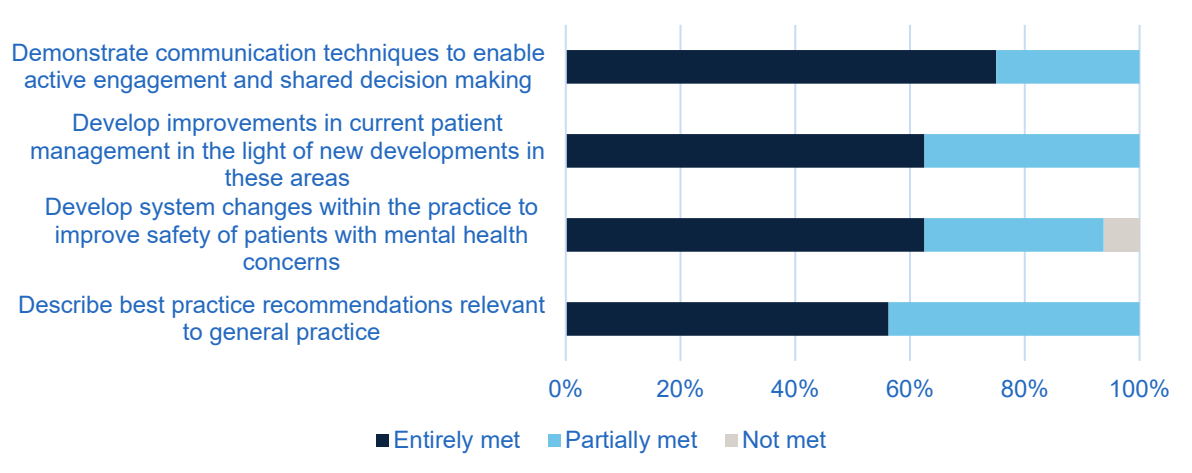 Demonstrate communication techniques to enable
active engagement and shared decision making
Develop improvements in current patient
management in the light of new developments in
these areas
Develop system changes within the practice to
improve safety of patients with mental health
concerns
Describe best practice recommendations relevant
to general practice
0% 20% 40% 60% 80% 100%
Entirely met Partially met Not met